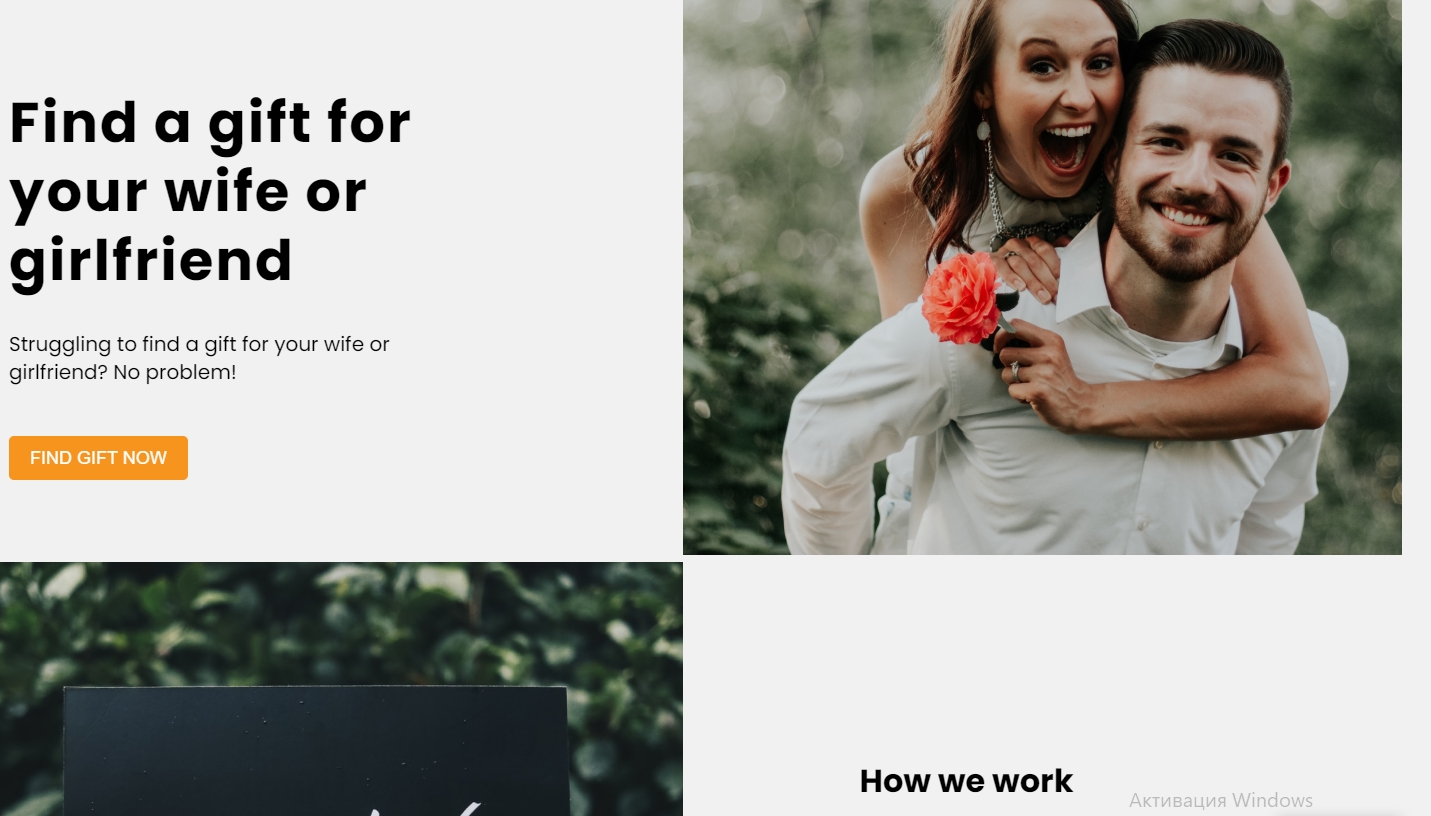 Find a gift for
your wife or
girlfriend
Struggling to find a gift for your wife or
girlfriend? No problem!
FIND GIFT NOW
How we work
Активация Windows